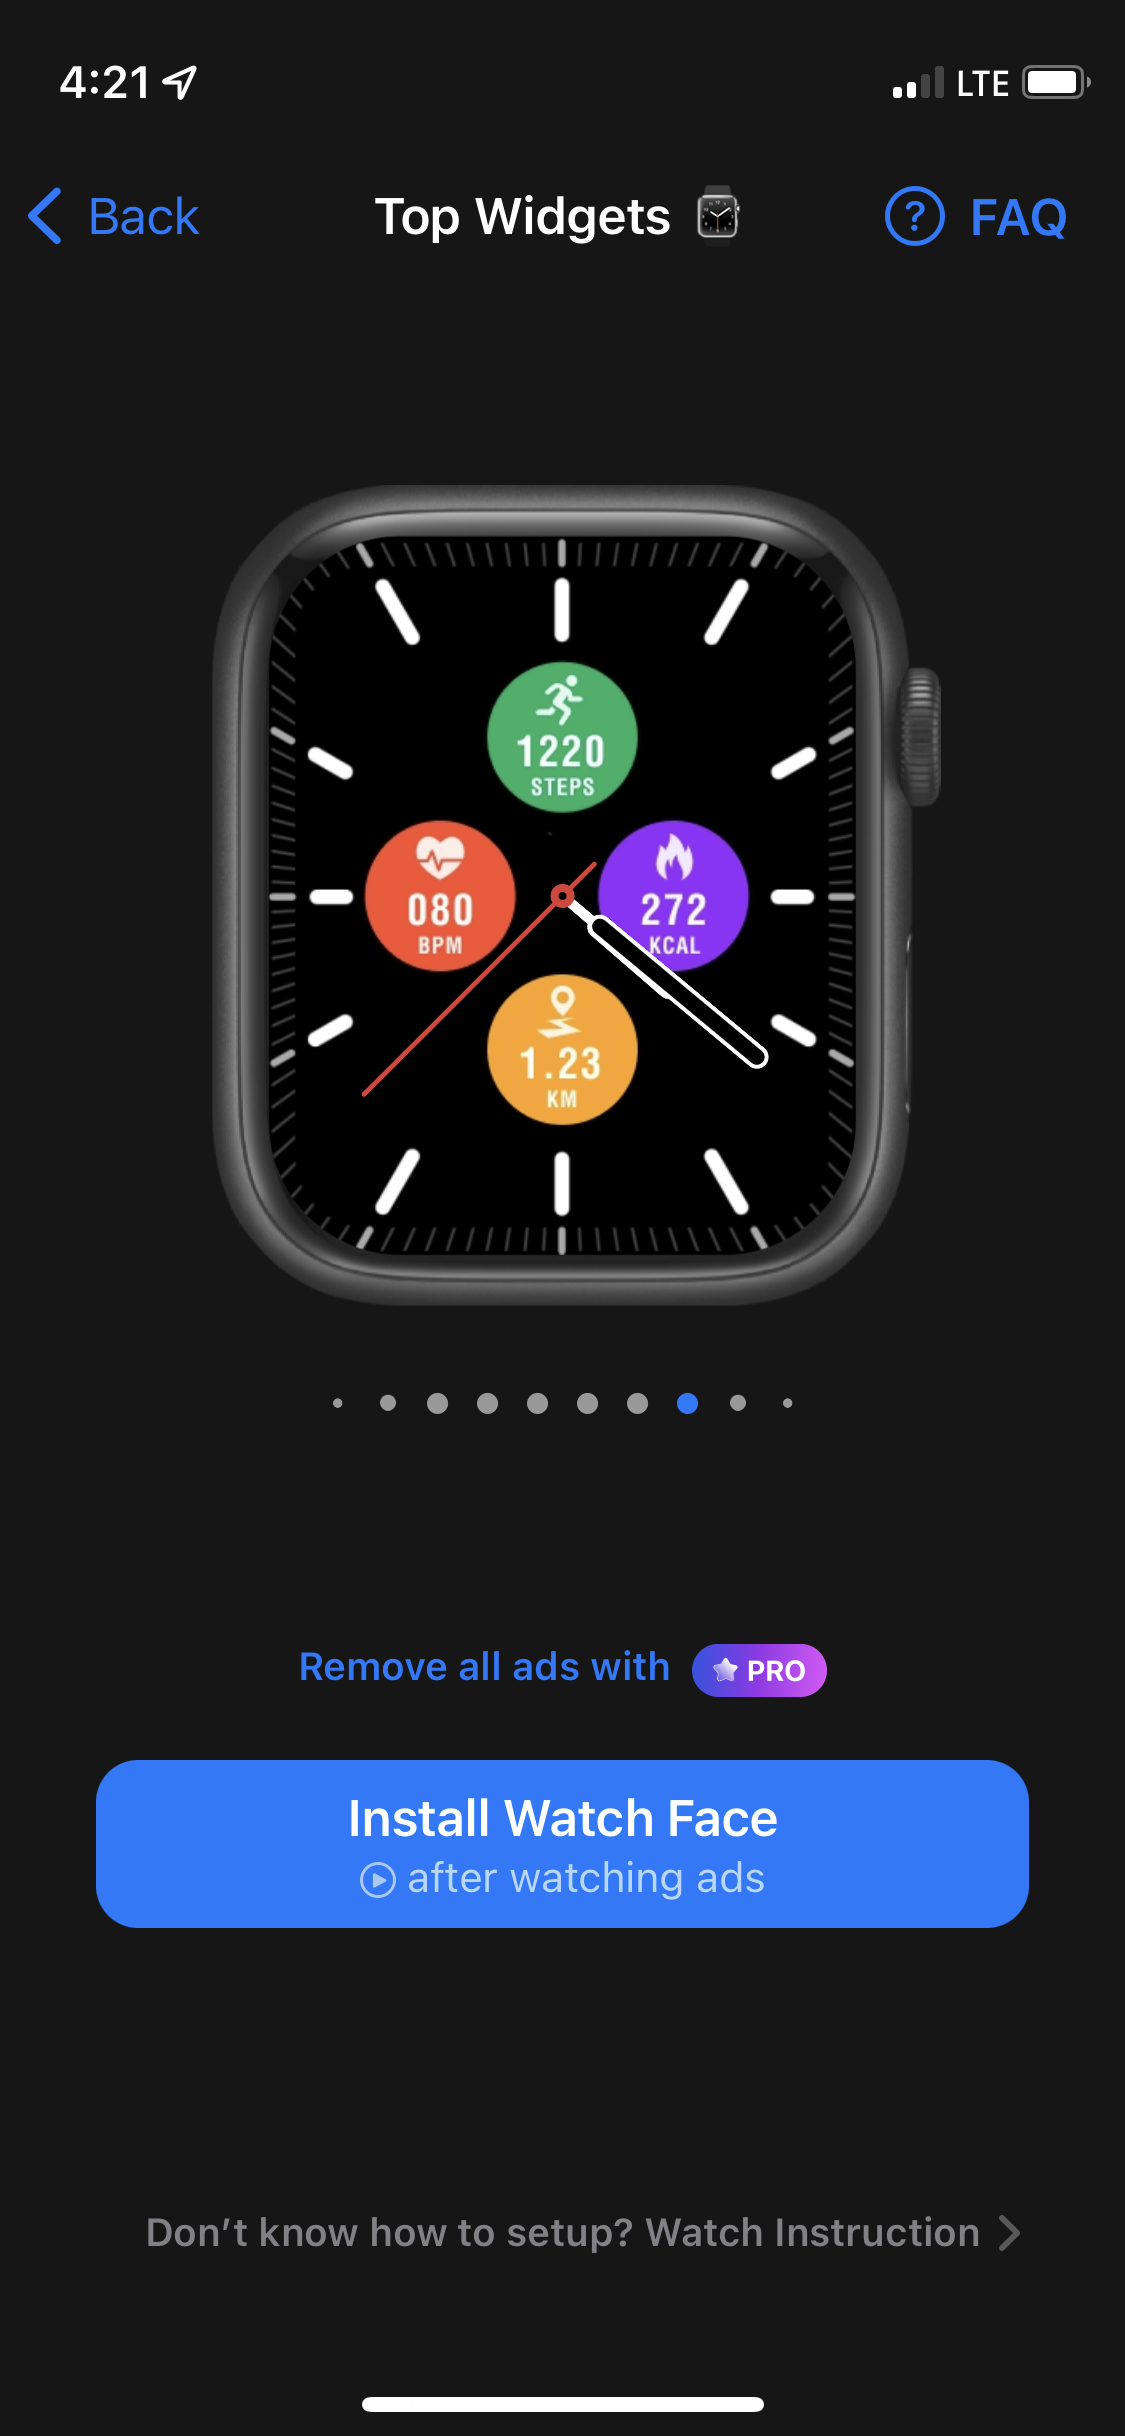 4:21
LTE
Back
Top Widgets
FAQ
1220
STEPS
080
BPM
272
KCAL
1.23
KM
Remove all ads with
PRO
Install Watch Face
after watching ads
Don't know how to setup? Watch Instruction